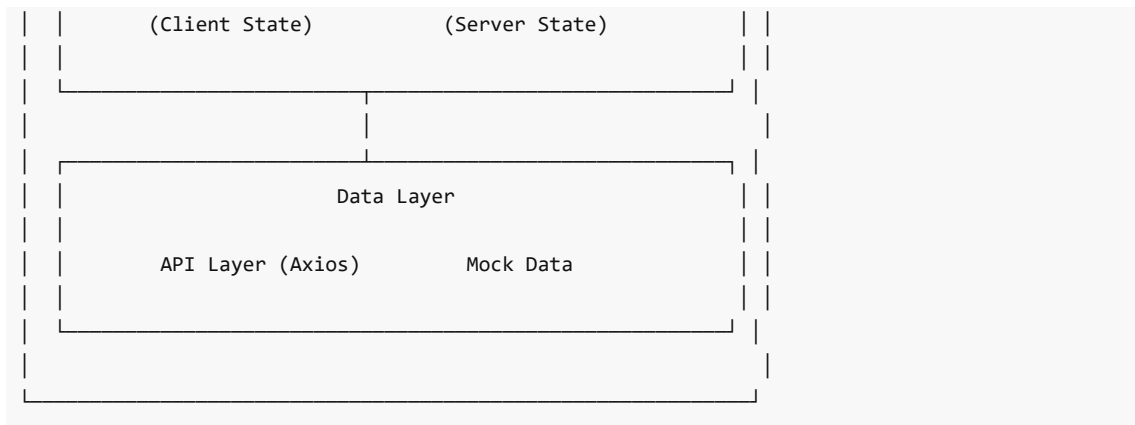 (Client State) (Server State)
Data Layer
API Layer (Axios) Mock Data